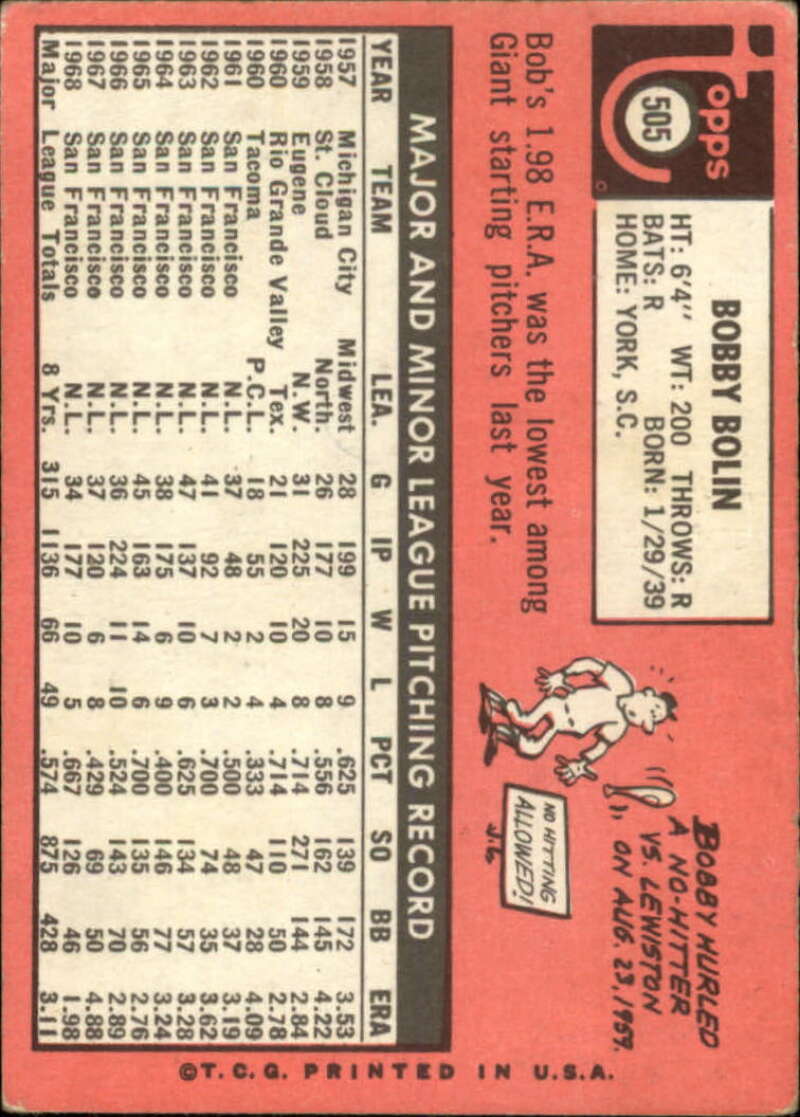 Topps
505
BOBBY BOLIN
HT: 6'4" WT: 200 THROWS: R
BATS: R BORN: 1/29/39
HOME: YORK, S.C.
Bob's 1.98 E.R.A. was the lowest among
Giant starting pitchers last year.
BOBBY HURLED
A NO-HITTER
VS. LEWISTON
ON AUG. 23, 1959.
NO HITTING
ALLOWED!
MAJOR AND MINOR LEAGUE PITCHING RECORD
YEAR TEAM LEA. G IP W L PCT SO BB ERA
1957 Michigan City Midwest 28 199 15 9 .625 139 172 3.53
1958 St. Cloud North. 26 177 10 8 .556 162 145 4.22
1959 Eugene N.W. 31 225 20 8 .714 271 144 2.84
1960 Rio Grande Valley Tex. 21 120 10 4 .714 110 50 2.78
1960 Tacoma P.C.L. 18 55 2 4 .333 47 28 4.09
1961 San Francisco N.L. 37 48 2 2 .500 48 37 3.19
1962 San Francisco N.L. 41 92 7 3 .700 74 35 3.62
1963 San Francisco N.L. 47 137 10 6 .625 134 57 3.28
1964 San Francisco N.L. 38 175 6 9 .400 146 77 3.24
1965 San Francisco N.L. 45 163 14 6 .700 135 56 2.76
1966 San Francisco N.L. 36 224 11 10 .524 143 70 2.89
1967 San Francisco N.L. 37 120 6 8 .429 69 50 4.88
1968 San Francisco N.L. 34 177 10 5 .667 126 46 1.98
Major League Totals 8 Yrs. 315 1136 66 49 .574 875 428 3.11
©T.C.G. PRINTED IN U.S.A.